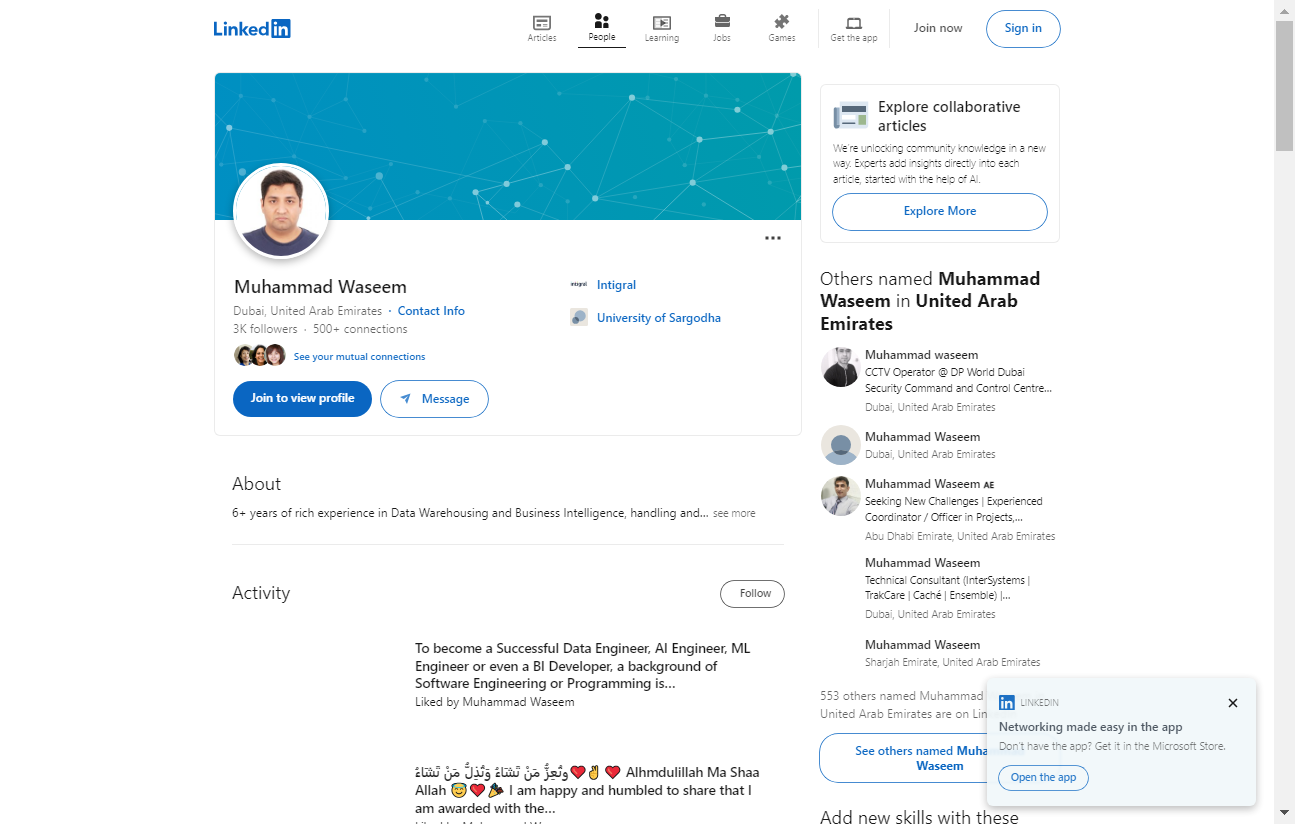 LinkedIn
Articles
People
Learning
Jobs
Games
Get the app
Join now
Sign in
Muhammad Waseem
Dubai, United Arab Emirates · Contact Info
3K followers · 500+ connections
See your mutual connections
Join to view profile
Message
intigral
Intigral
University of Sargodha
About
6+ years of rich experience in Data Warehousing and Business Intelligence, handling and... see more
Activity
Follow
To become a Successful Data Engineer, AI Engineer, ML
Engineer or even a BI Developer, a background of
Software Engineering or Programming is...
Liked by Muhammad Waseem
وتُعِزُّ مَنْ تَشَاءُ وَتُذِلُّ مَنْ تَشَاءُ❤️✌️ ❤️ Alhmdulillah Ma Shaa
Allah 😇❤️🎉 I am happy and humbled to share that I
am awarded with the...
Explore collaborative
articles
We're unlocking community knowledge in a new
way. Experts add insights directly into each
article, started with the help of AI.
Explore More
Others named Muhammad
Waseem in United Arab
Emirates
Muhammad waseem
CCTV Operator @ DP World Dubai
Security Command and Control Centre...
Dubai, United Arab Emirates
Muhammad Waseem
Dubai, United Arab Emirates
Muhammad Waseem AE
Seeking New Challenges | Experienced
Coordinator / Officer in Projects,...
Abu Dhabi Emirate, United Arab Emirates
Muhammad Waseem
Technical Consultant (InterSystems |
TrakCare | Caché | Ensemble) |...
Dubai, United Arab Emirates
Muhammad Waseem
Sharjah Emirate, United Arab Emirates
553 others named Muhammad
United Arab Emirates are on Lin
See others named Muha
Waseem
Add new skills with these
LINKEDIN
Networking made easy in the app
Don't have the app? Get it in the Microsoft Store.
Open the app